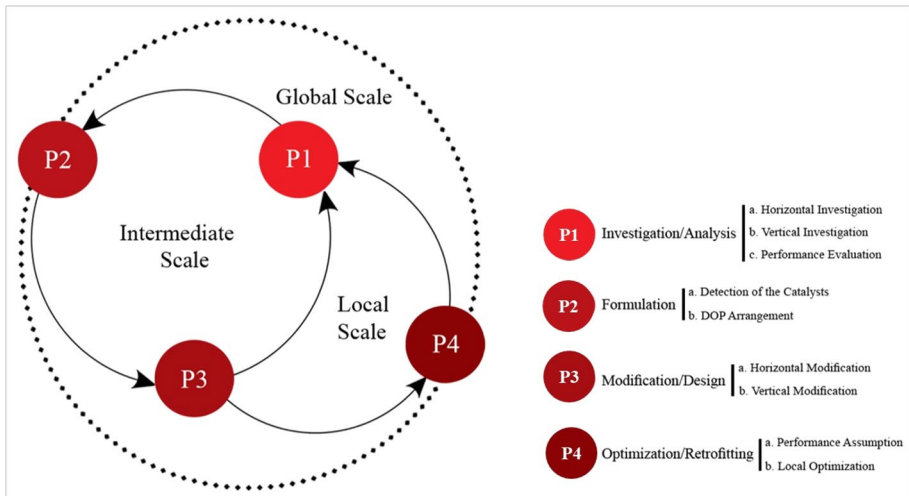 Global Scale
P1
P2
Intermediate
Scale
Local
Scale
P3
P4
P1
Investigation/Analysis
a. Horizontal Investigation
b. Vertical Investigation
c. Performance Evaluation
P2
Formulation
a. Detection of the Catalysts
b. DOP Arrangement
P3
Modification/Design
a. Horizontal Modification
b. Vertical Modification
P4
Optimization/Retrofitting
a. Performance Assumption
b. Local Optimization